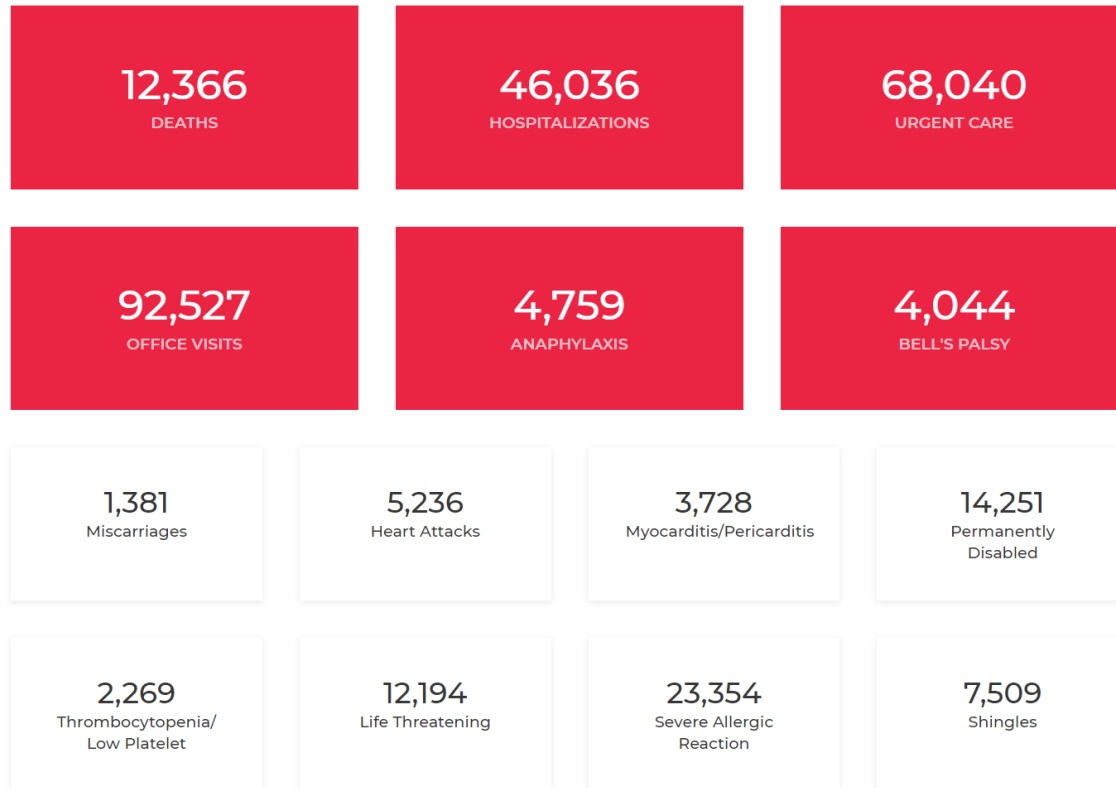 12,366
DEATHS
46,036
HOSPITALIZATIONS
68,040
URGENT CARE
92,527
OFFICE VISITS
4,759
ANAPHYLAXIS
4,044
BELL'S PALSY
1,381
Miscarriages
5,236
Heart Attacks
3,728
Myocarditis/Pericarditis
14,251
Permanently
Disabled
2,269
Thrombocytopenia/
Low Platelet
12,194
Life Threatening
23,354
Severe Allergic
Reaction
7,509
Shingles